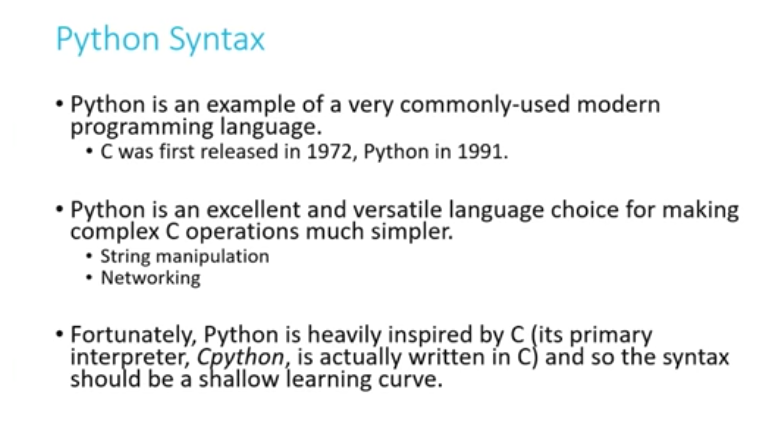 Python Syntax
• Python is an example of a very commonly-used modern
programming language.
• C was first released in 1972, Python in 1991.
• Python is an excellent and versatile language choice for making
complex C operations much simpler.
• String manipulation
• Networking
• Fortunately, Python is heavily inspired by C (its primary
interpreter, Cpython, is actually written in C) and so the syntax
should be a shallow learning curve.